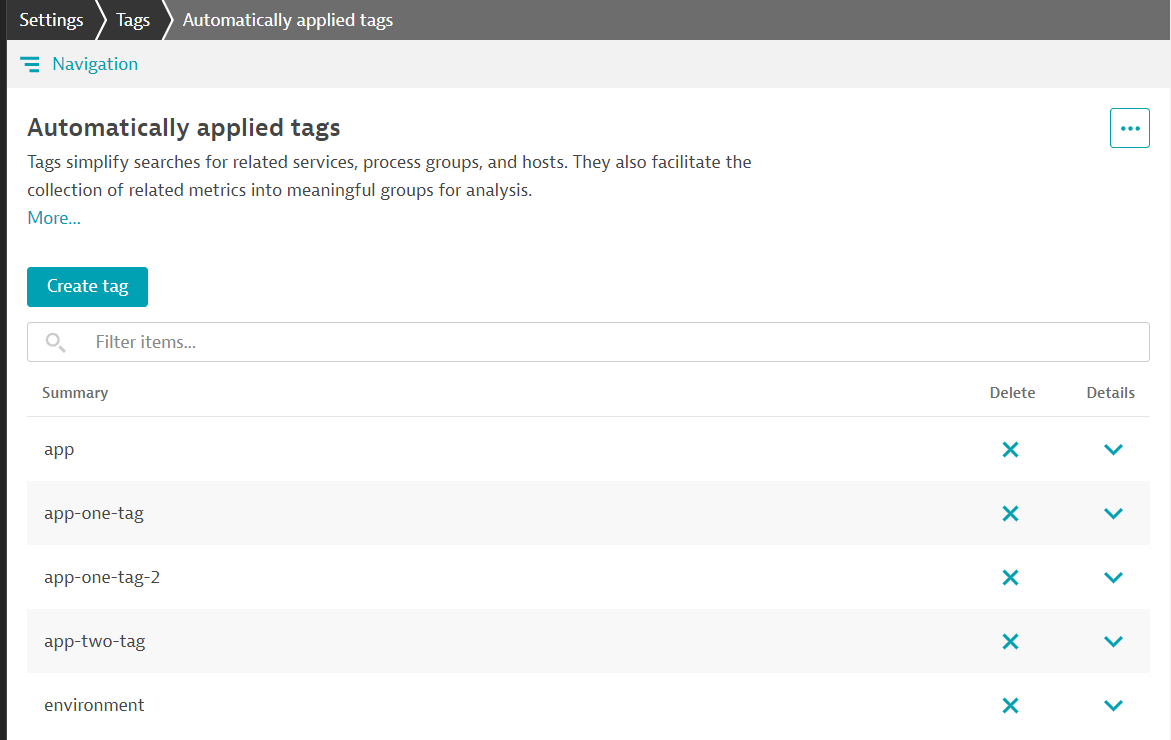 Settings Tags Automatically applied tags
Navigation
Automatically applied tags
Tags simplify searches for related services, process groups, and hosts. They also facilitate the
collection of related metrics into meaningful groups for analysis.
More...
Create tag
Filter items...
Summary Delete Details
app
app-one-tag
app-one-tag-2
app-two-tag
environment